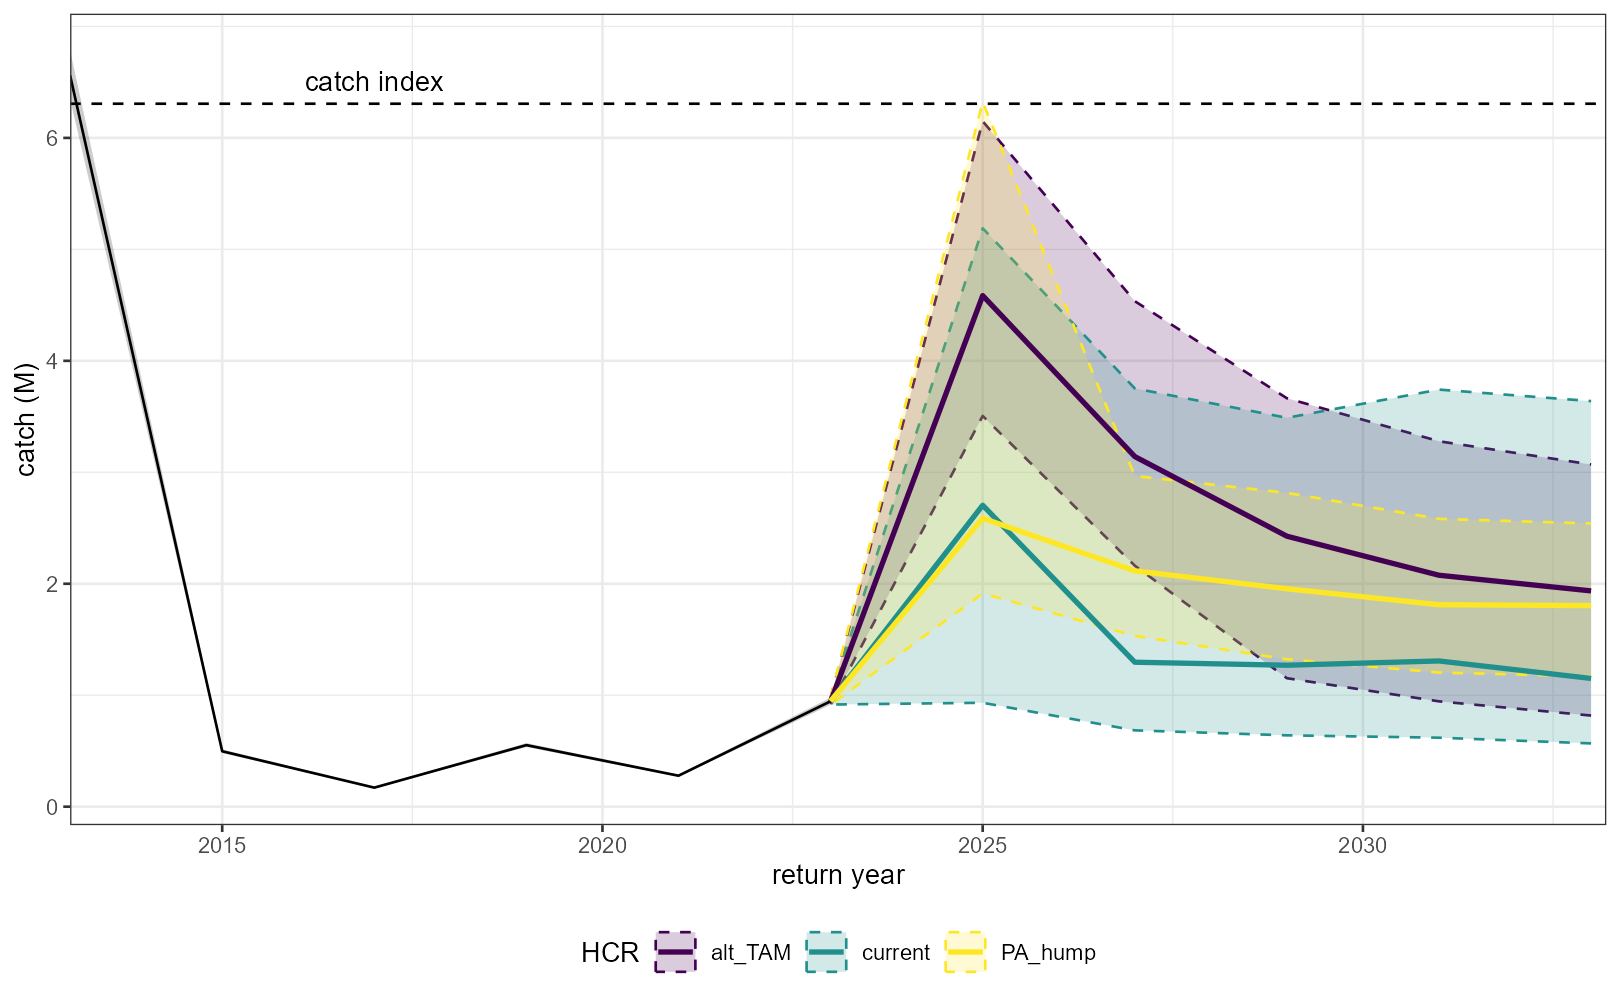 catch index
6
4
2
0
catch (M)
2015 2020 2025 2030
return year
HCR alt_TAM current PA_hump